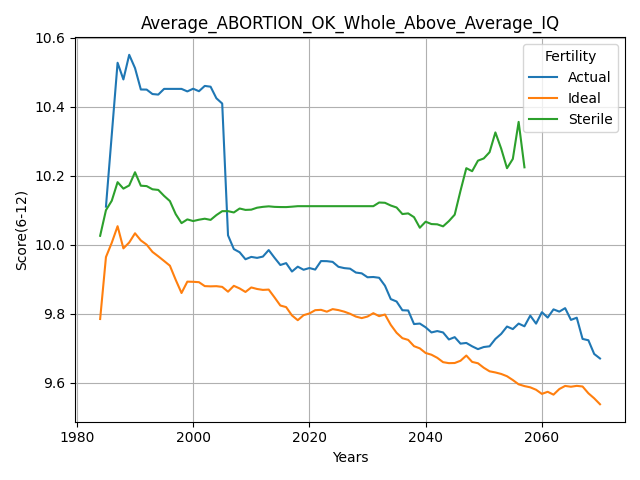 Average_ABORTION_OK_Whole_Above_Average_IQ
Fertility
Actual
Ideal
Sterile
Score(6-12)
10.6
10.4
10.2
10.0
9.8
9.6
1980
2000
2020
2040
2060
Years